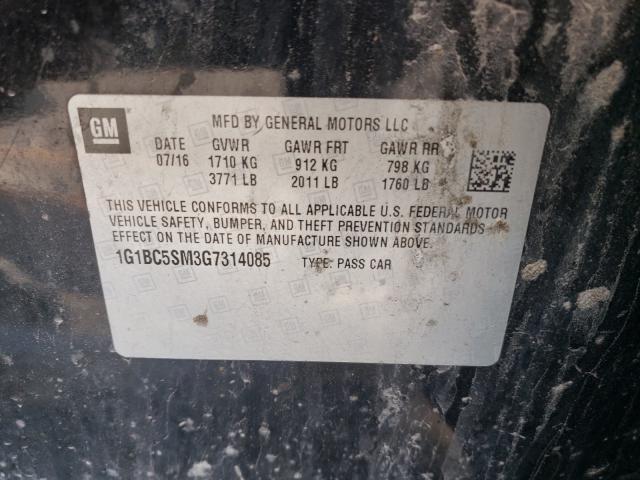 GM
MFD BY GENERAL MOTORS LLC
DATE GVWR GAWR FRT GAWR RR
07/16 1710 KG 912 KG 798 KG
3771 LB 2011 LB 1760 LB
THIS VEHICLE CONFORMS TO ALL APPLICABLE U.S. FEDERAL MOTOR
VEHICLE SAFETY, BUMPER, AND THEFT PREVENTION STANDARDS
EFFECT ON THE DATE OF MANUFACTURE SHOWN ABOVE.
1G1BC5SM3G7314085 TYPE: PASS CAR